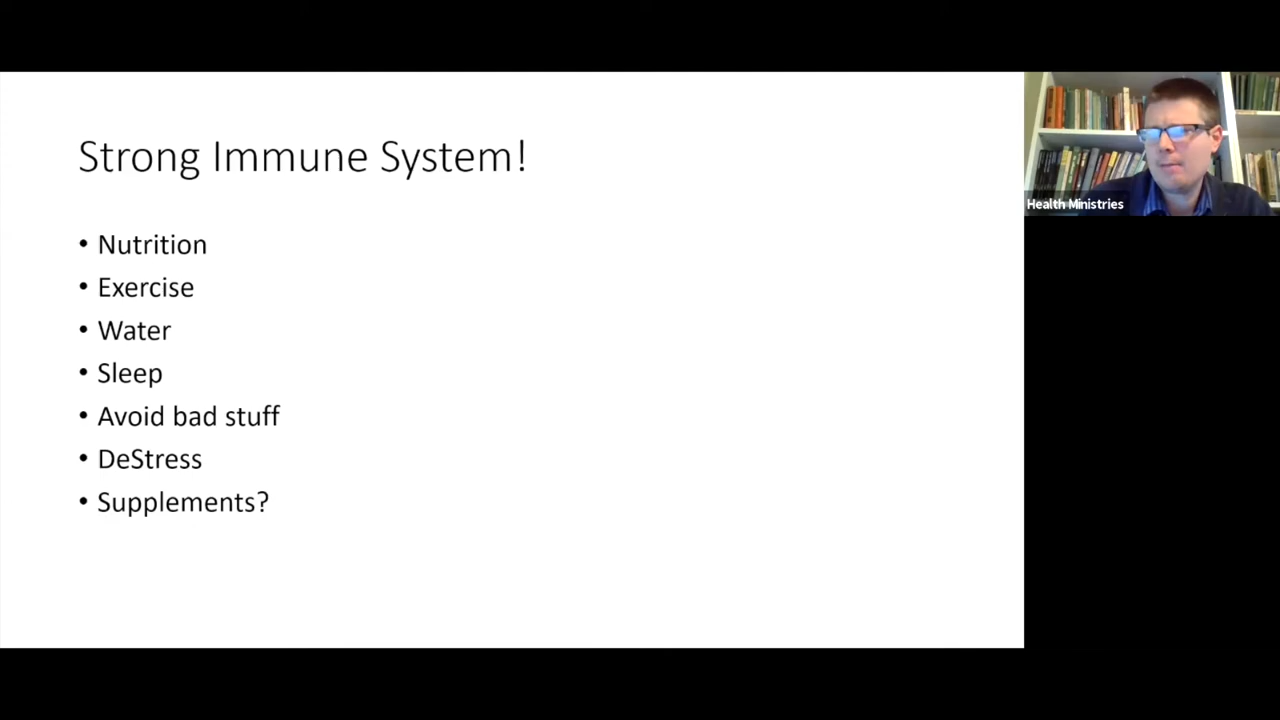 Strong Immune System!
• Nutrition
• Exercise
• Water
• Sleep
• Avoid bad stuff
• DeStress
• Supplements?
Health Ministries